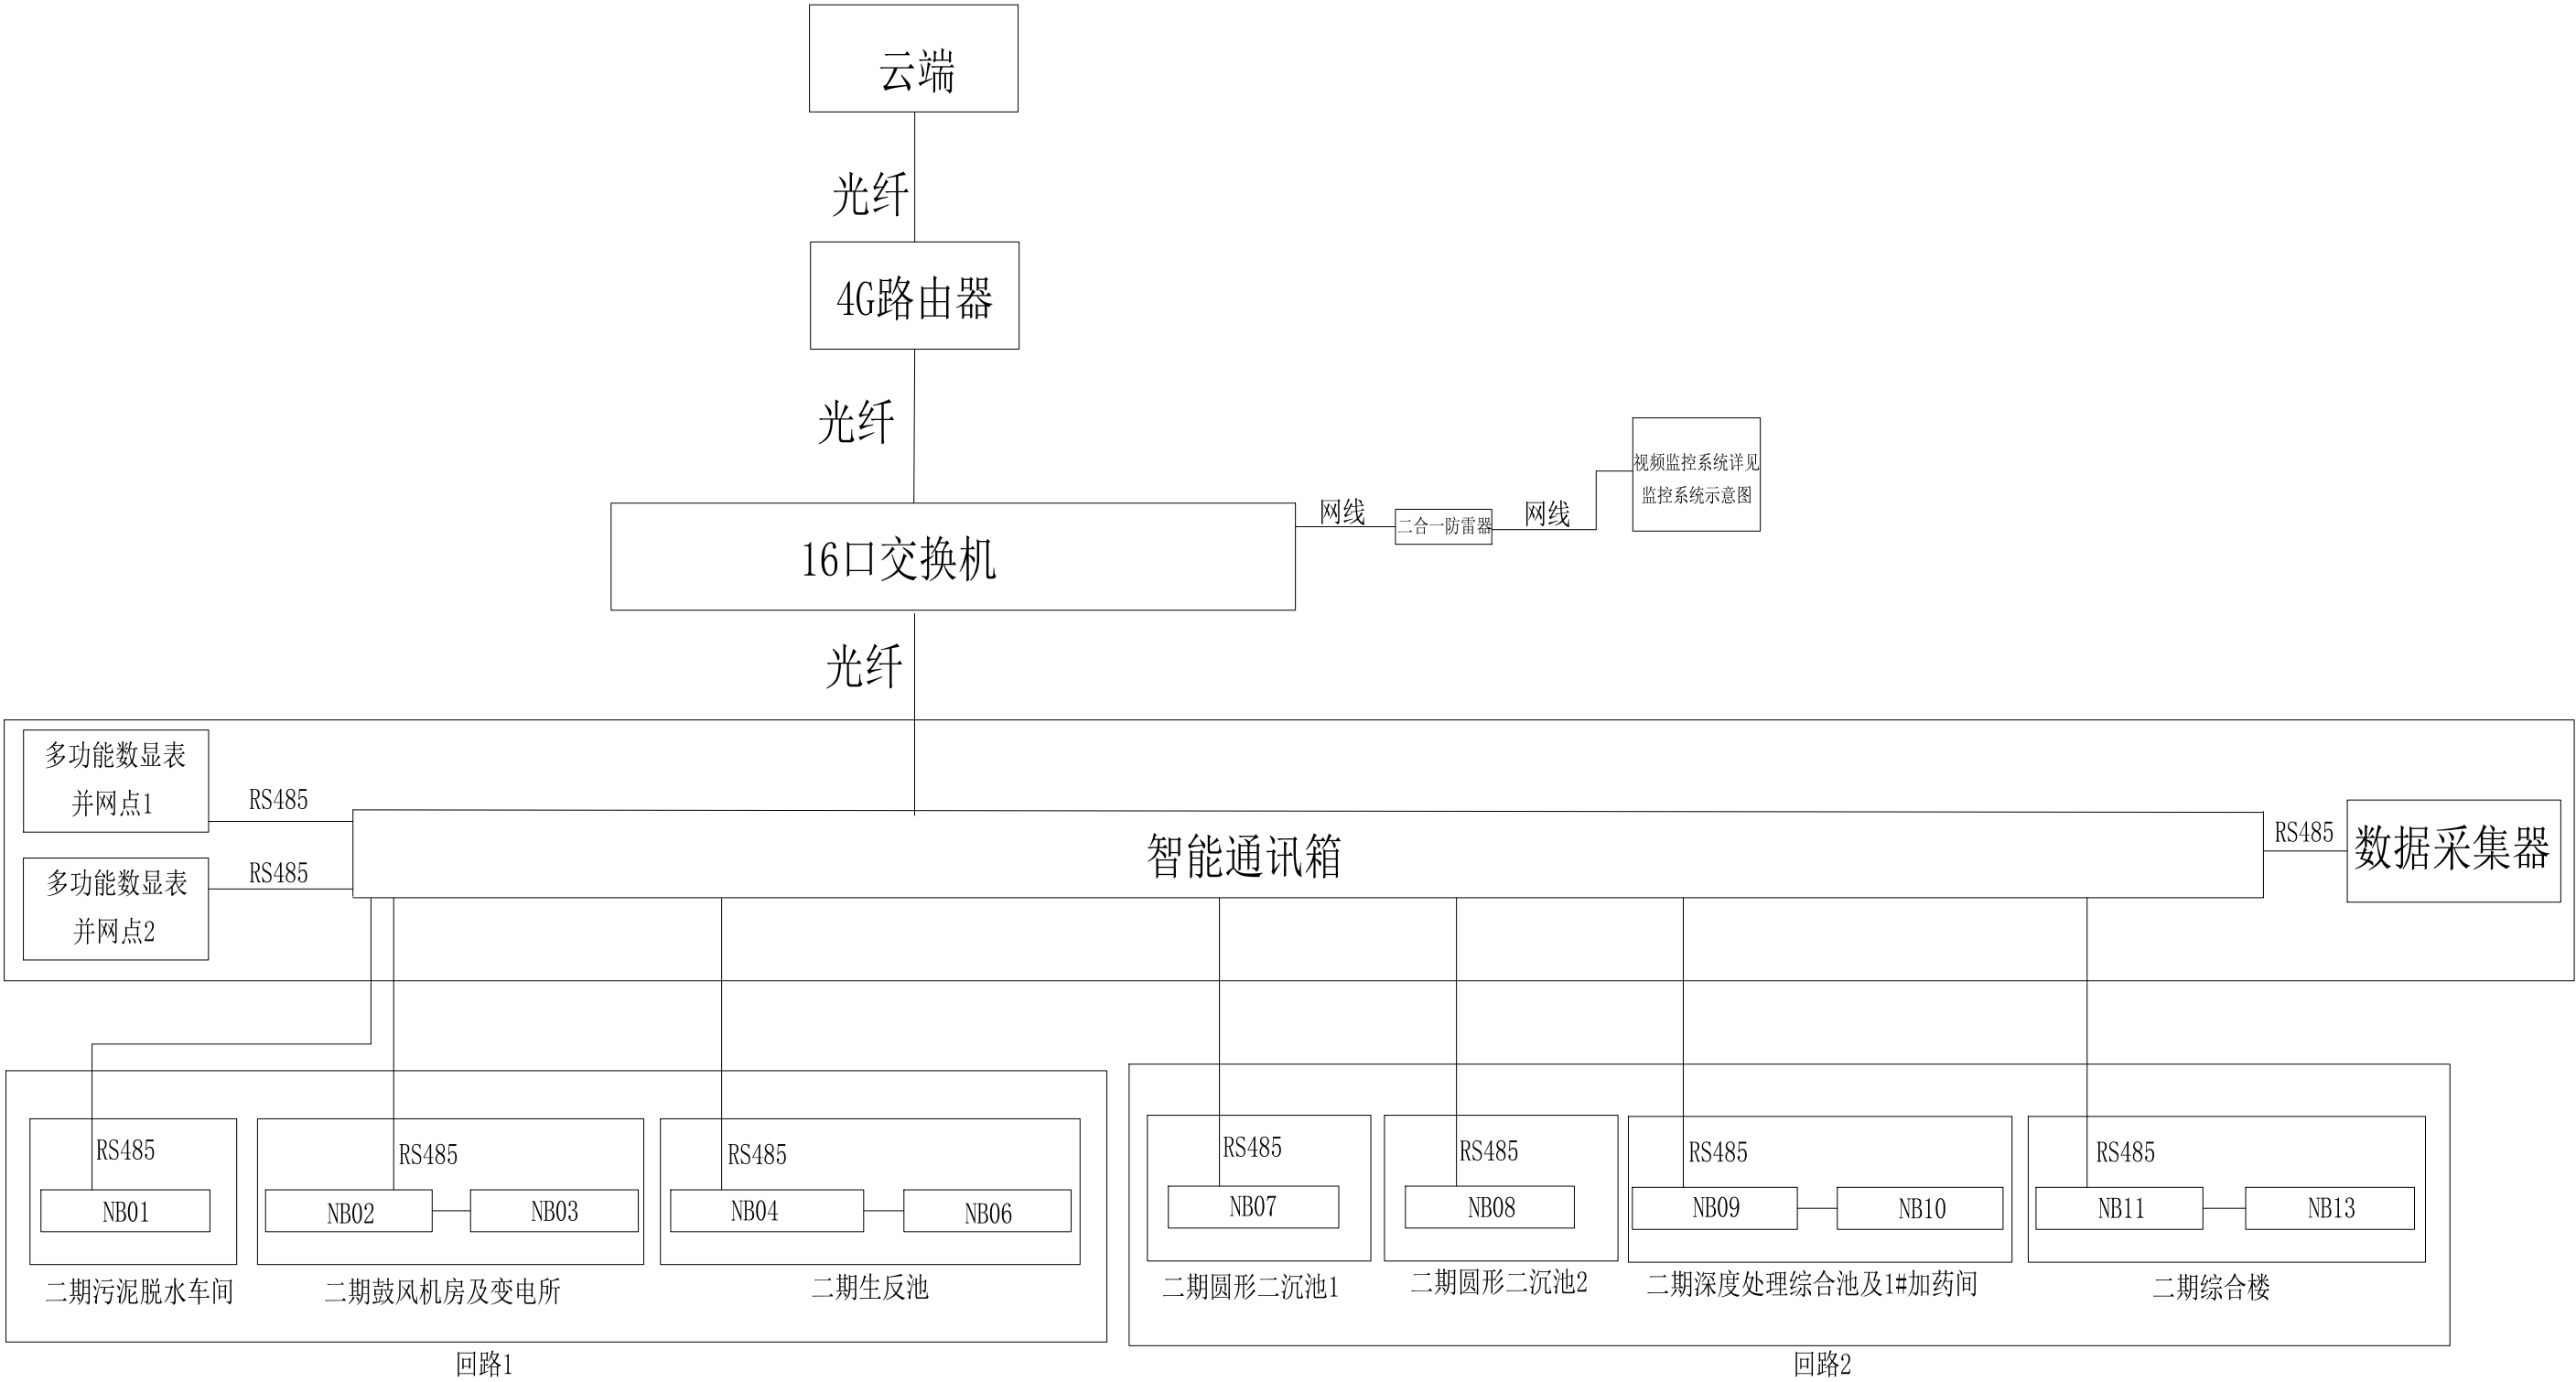 云端
光纤
4G路由器
光纤
16口交换机
网线
二合一防雷器
网线
视频监控系统详见
监控系统示意图
光纤
多功能数显表
并网点1
RS485
多功能数显表
并网点2
RS485
智能通讯箱
RS485
数据采集器
RS485
NB01
二期污泥脱水车间
RS485
NB02
NB03
二期鼓风机房及变电所
RS485
NB04
NB06
二期生反池
回路1
RS485
NB07
二期圆形二沉池1
RS485
NB08
二期圆形二沉池2
RS485
NB09
NB10
二期深度处理综合池及1#加药间
RS485
NB11
NB13
二期综合楼
回路2